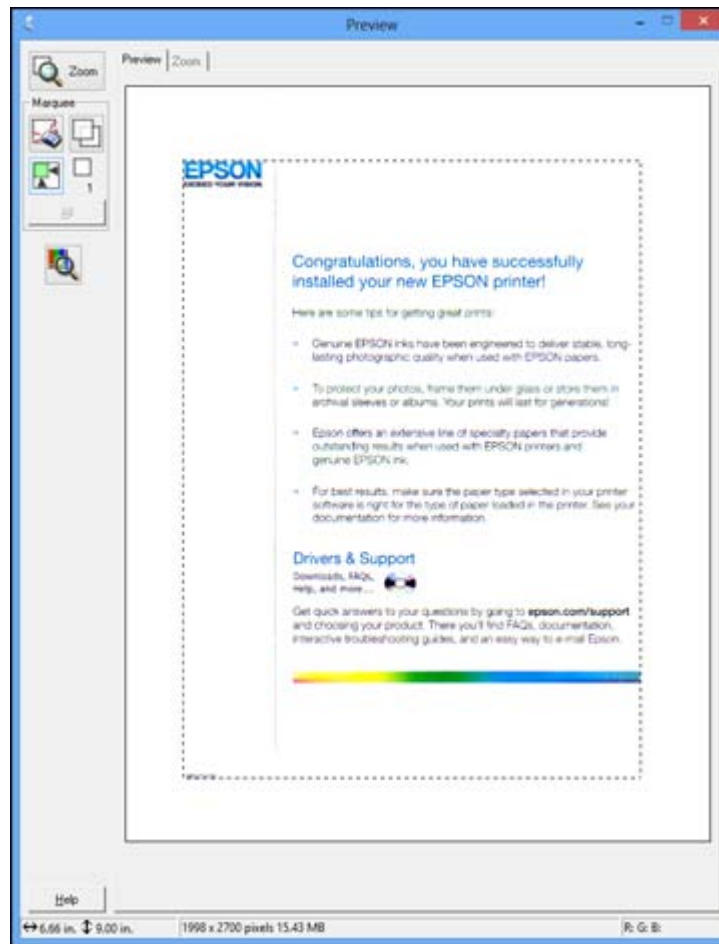 Preview
Zoom
Preview Zoom
Marquee
1
EPSON
EXCEED YOUR VISION
Congratulations, you have successfully
installed your new EPSON printer!
Here are some tips for getting great prints:
- Genuine EPSON inks have been engineered to deliver stable, long-
lasting photographic quality when used with EPSON papers.
- To protect your photos, frame them under glass or store them in
archival sleeves or albums. Your prints will last for generations!
- Epson offers an extensive line of specialty papers that provide
outstanding results when used with EPSON printers and
genuine EPSON ink.
- For best results, make sure the paper type selected in your printer
software is right for the type of paper loaded in the printer. See your
documentation for more information.
Drivers & Support
Downloads, FAQs,
Help, and more ...
Get quick answers to your questions by going to epson.com/support
and choosing your product. There you'll find FAQs, documentation,
interactive troubleshooting guides, and an easy way to e-mail Epson.
Help
6.66 in. 9.00 in. 1998 x 2700 pixels 15.43 MB R: G: B: